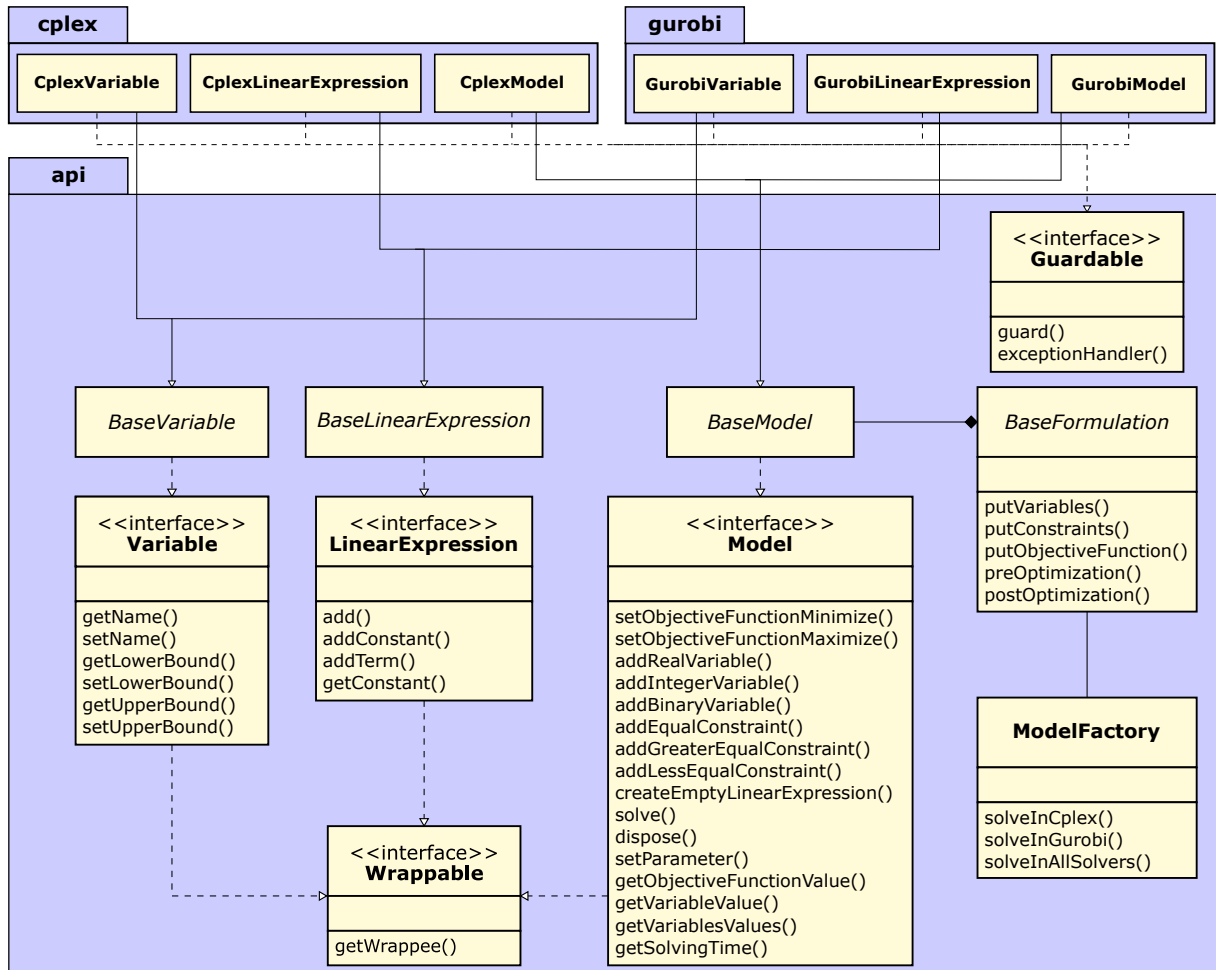 cplex
CplexVariable
CplexLinearExpression
CplexModel
gurobi
GurobiVariable
GurobiLinearExpression
GurobiModel
api
<<interface>>
Guardable
guard()
exceptionHandler()
BaseVariable
BaseLinearExpression
BaseModel
BaseFormulation
putVariables()
putConstraints()
putObjectiveFunction()
preOptimization()
postOptimization()
<<interface>>
Variable
getName()
setName()
getLowerBound()
setLowerBound()
getUpperBound()
setUpperBound()
<<interface>>
LinearExpression
add()
addConstant()
addTerm()
getConstant()
<<interface>>
Model
setObjectiveFunctionMinimize()
setObjectiveFunctionMaximize()
addRealVariable()
addIntegerVariable()
addBinaryVariable()
addEqualConstraint()
addGreaterEqualConstraint()
addLessEqualConstraint()
createEmptyLinearExpression()
solve()
dispose()
setParameter()
getObjectiveFunctionValue()
getVariableValue()
getVariablesValues()
getSolvingTime()
ModelFactory
solveInCplex()
solveInGurobi()
solveInAllSolvers()
<<interface>>
Wrappable
getWrappee()